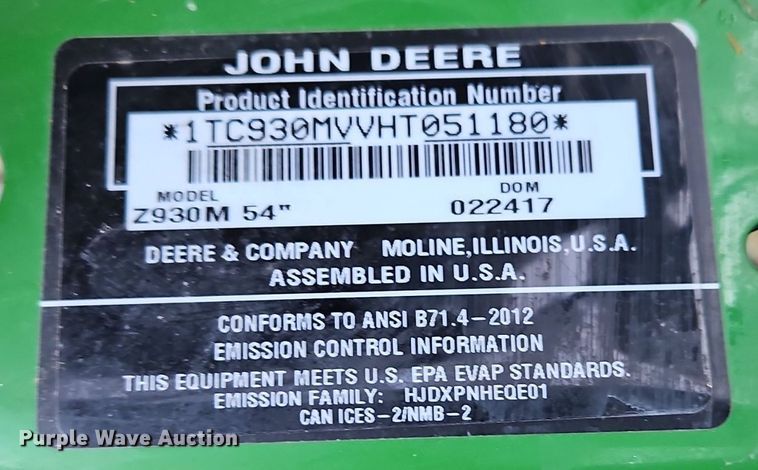 JOHN DEERE
Product Identification Number
*1TC930MVVHT051180*
MODEL DOM
Z930M 54" 022417
DEERE & COMPANY MOLINE, ILLINOIS, U.S.A.
ASSEMBLED IN U.S.A.
CONFORMS TO ANSI B71.4-2012
EMISSION CONTROL INFORMATION
THIS EQUIPMENT MEETS U.S. EPA EVAP STANDARDS.
EMISSION FAMILY: HJDXPNHEQE01
CAN ICES-2/NMB-2
Purple Wave Auction